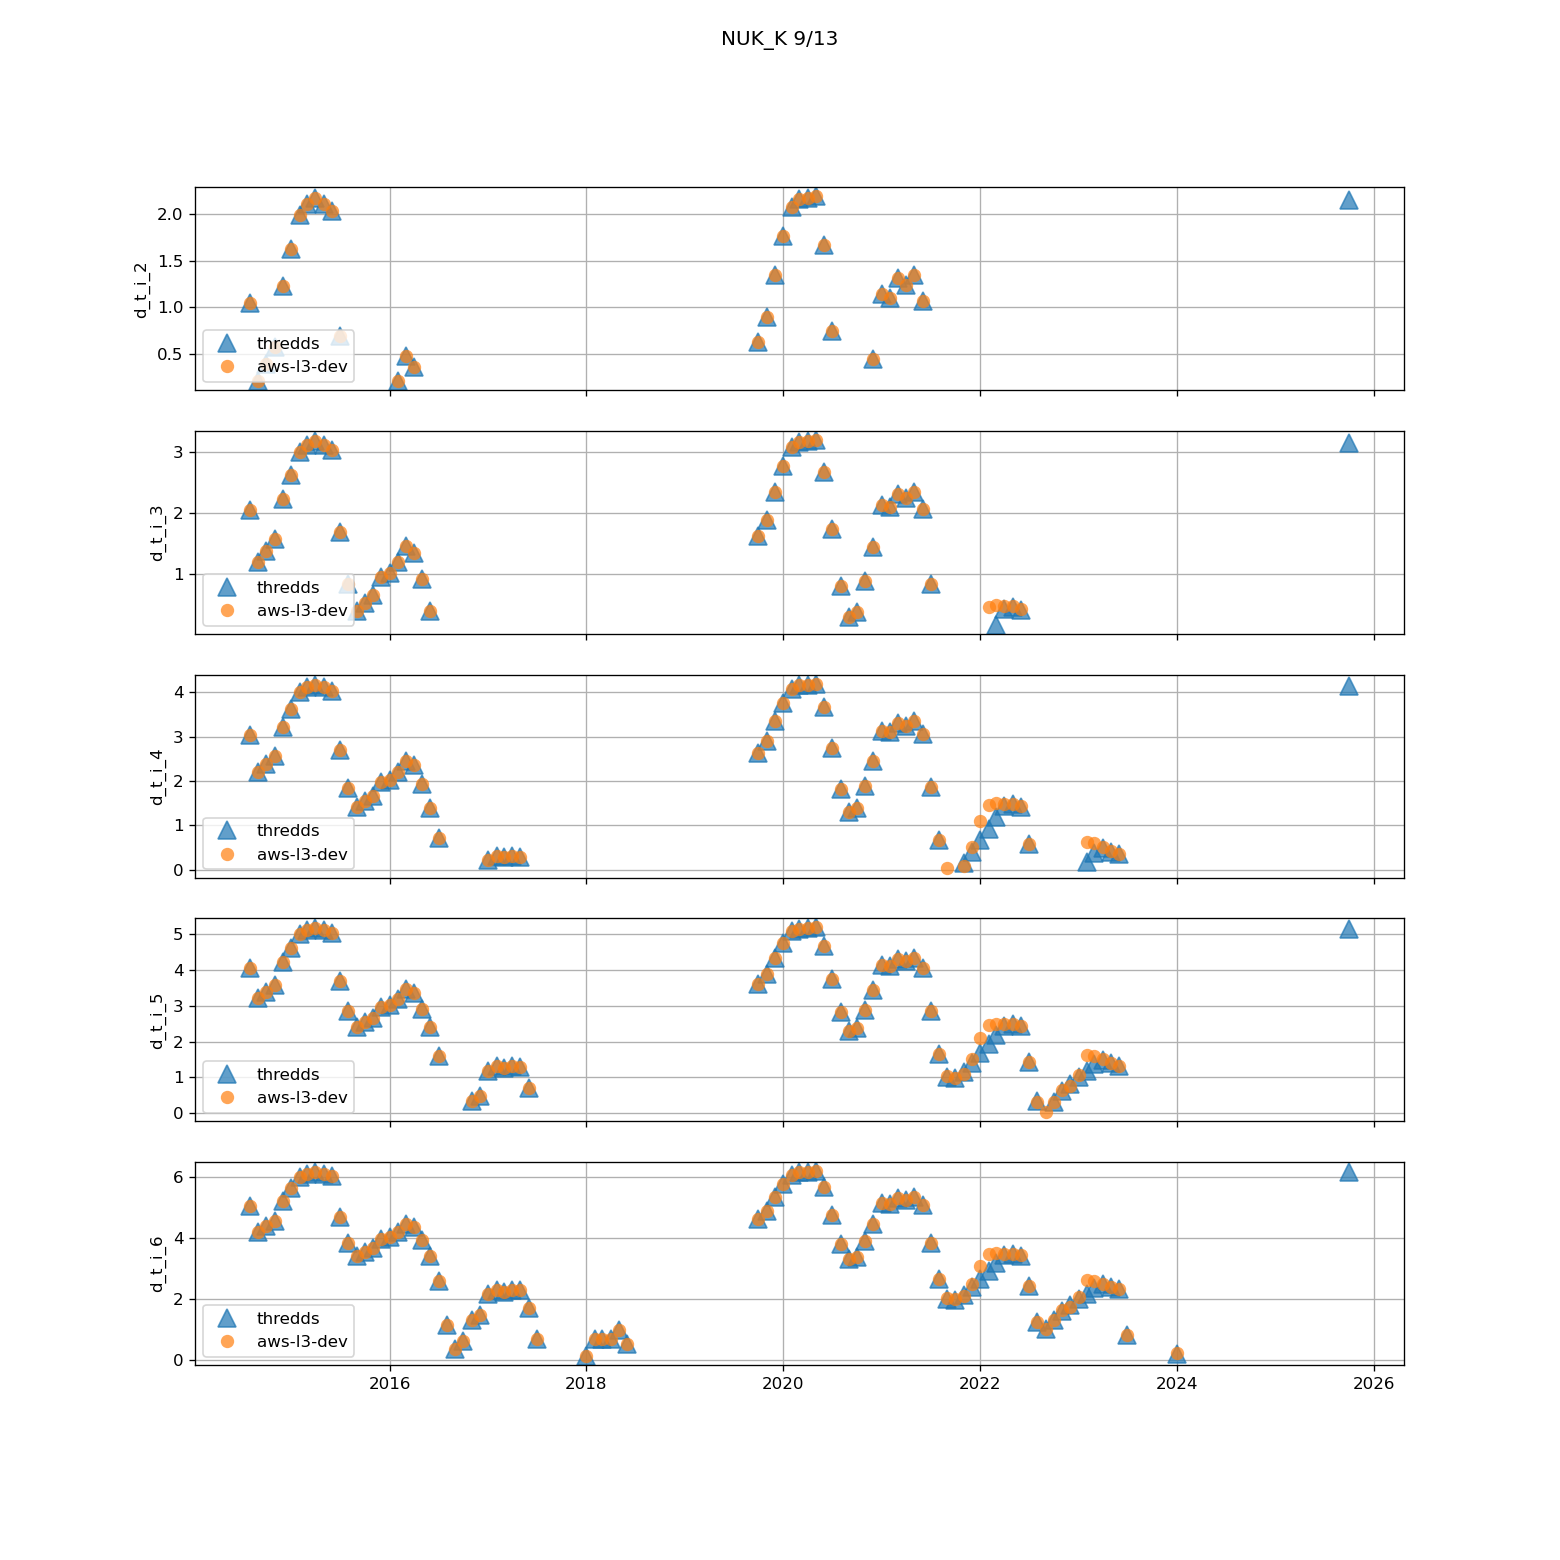 NUK_K 9/13
2.0
1.5
1.0
0.5
d_t_i_2
thredds
aws-l3-dev
3
2
1
d_t_i_3
thredds
aws-l3-dev
4
3
2
1
0
d_t_i_4
thredds
aws-l3-dev
5
4
3
2
1
0
d_t_i_5
thredds
aws-l3-dev
6
4
2
0
d_t_i_6
thredds
aws-l3-dev
2016 2018 2020 2022 2024 2026